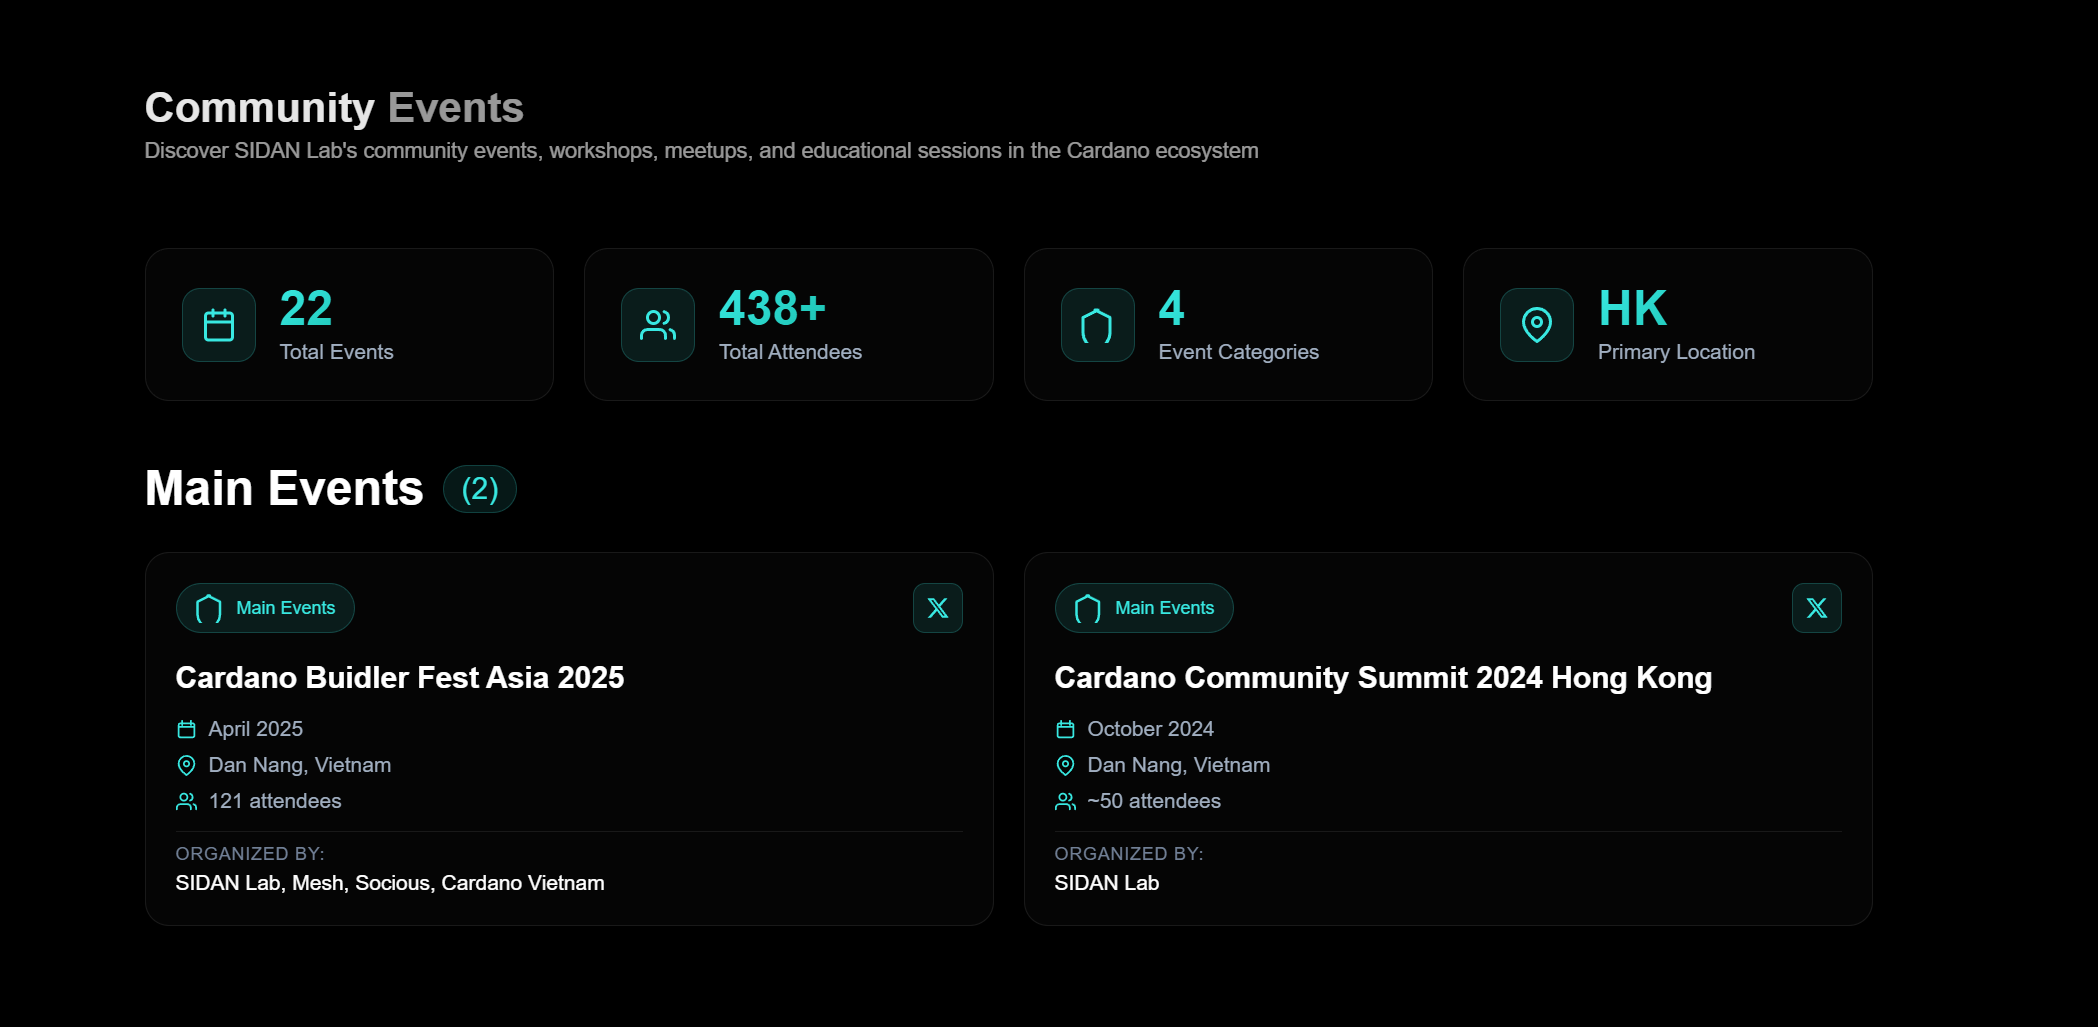 Community Events
Discover SIDAN Lab's community events, workshops, meetups, and educational sessions in the Cardano ecosystem
22
Total Events
438+
Total Attendees
4
Event Categories
HK
Primary Location
Main Events (2)
Main Events
Cardano Buidler Fest Asia 2025
April 2025
Dan Nang, Vietnam
121 attendees
ORGANIZED BY:
SIDAN Lab, Mesh, Socious, Cardano Vietnam
Main Events
Cardano Community Summit 2024 Hong Kong
October 2024
Dan Nang, Vietnam
~50 attendees
ORGANIZED BY:
SIDAN Lab